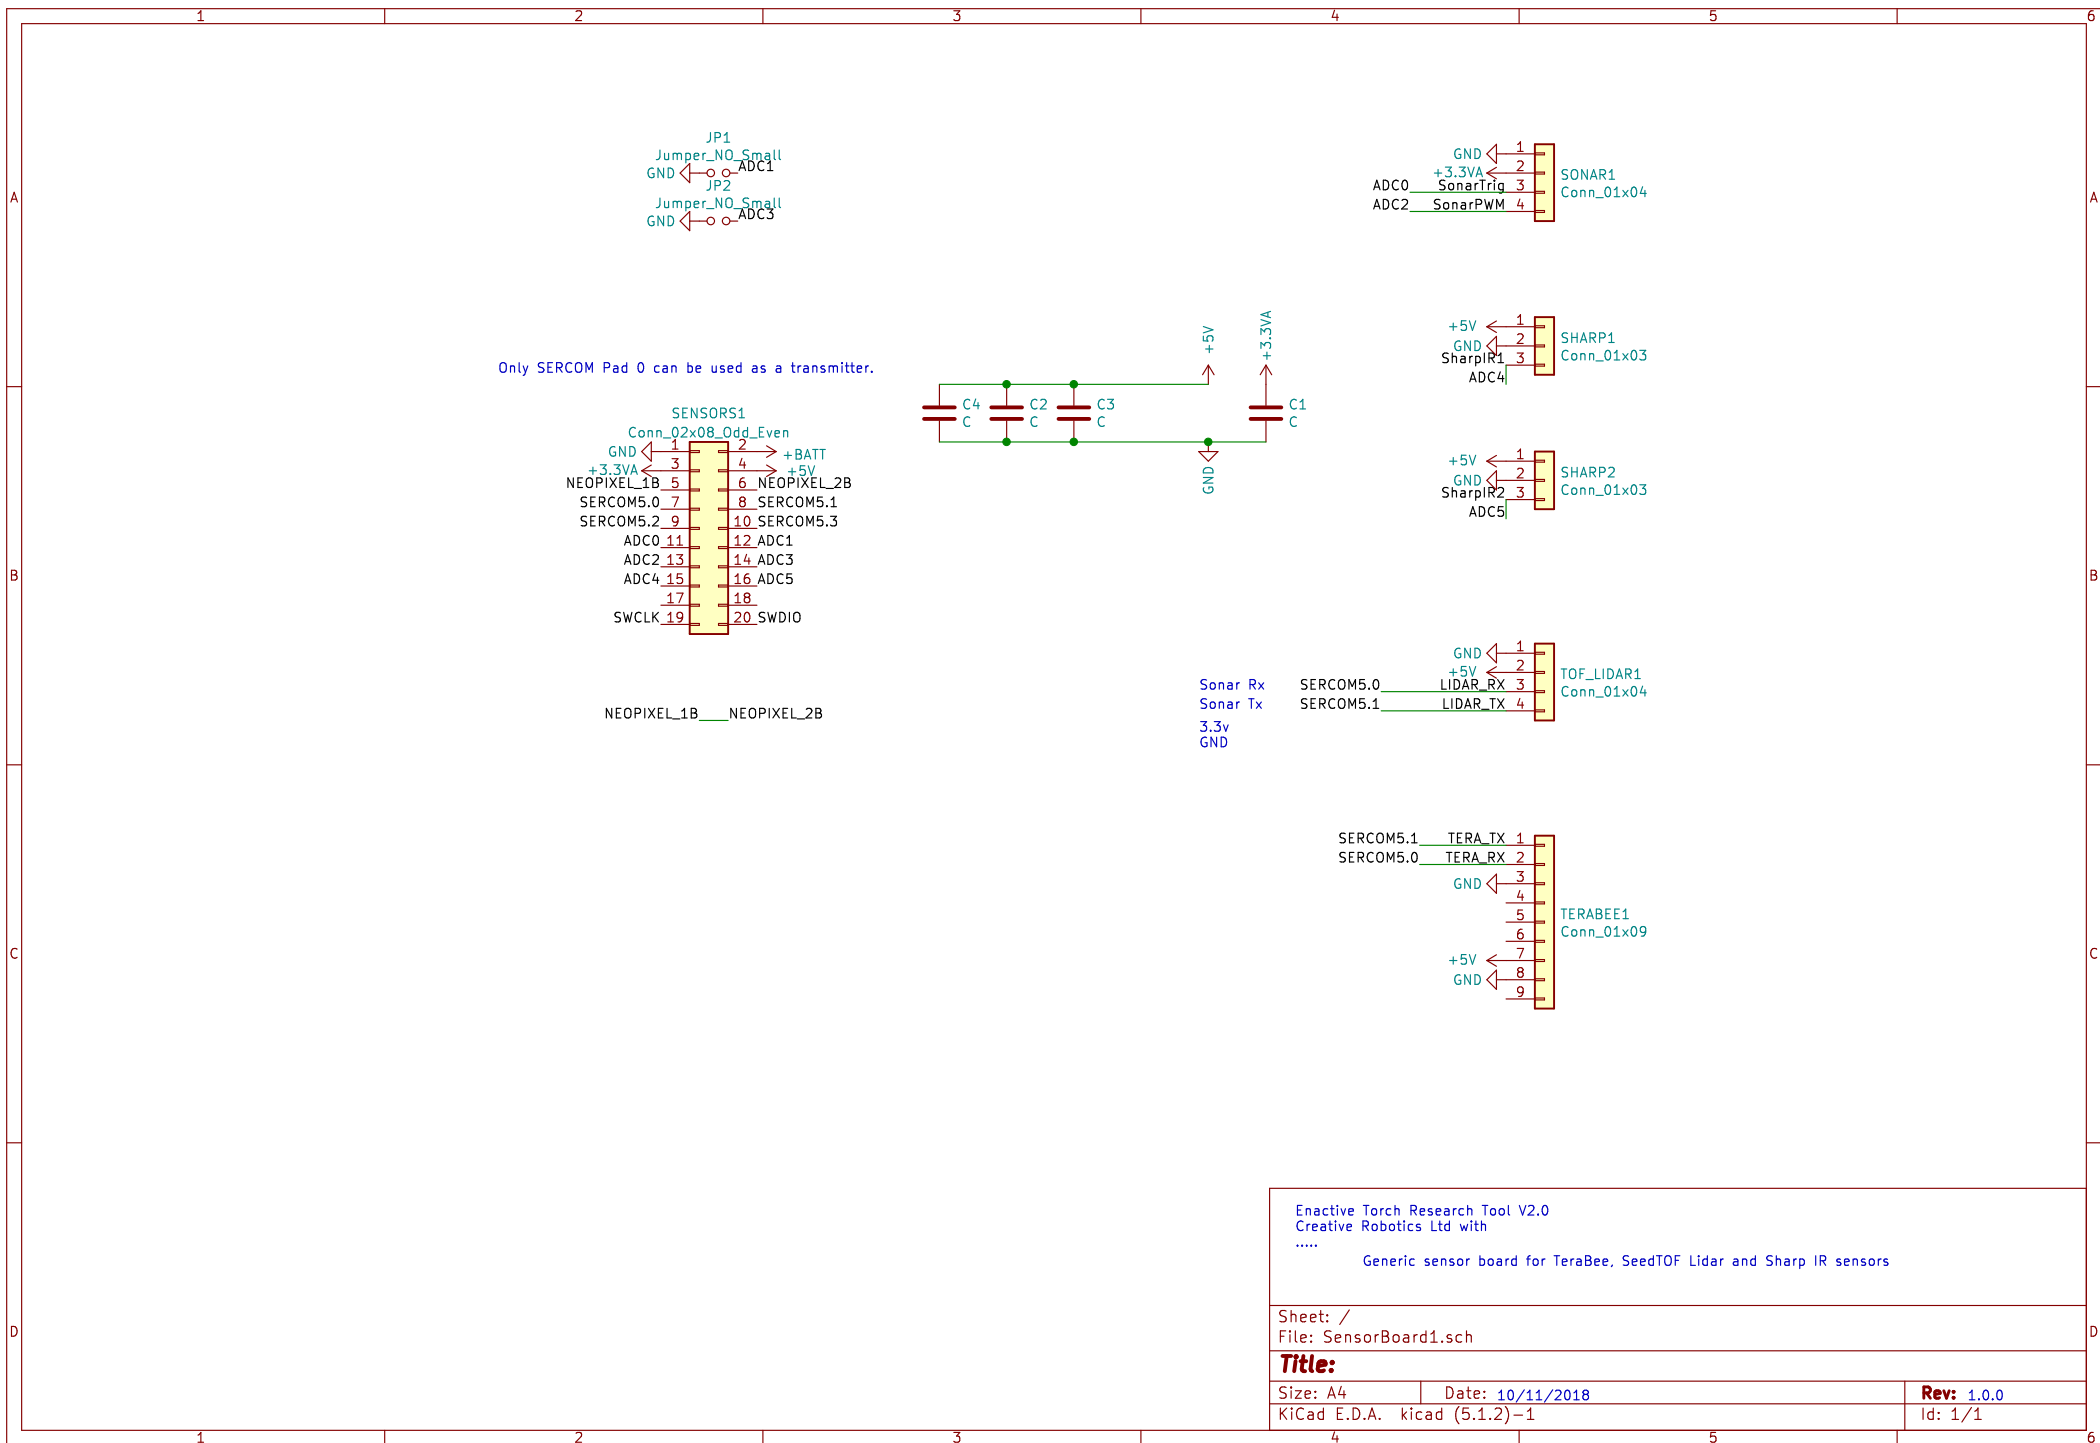 1 2 3 4 5 6
A
A
B
B
C
C
D
D
JP1
Jumper_NO_Small
GND
ADC1
JP2
Jumper_NO_Small
GND
ADC3
GND
+3.3VA
ADC0 SonarTrig
ADC2 SonarPWM
1
2
3
4
SONAR1
Conn_01x04
+5V
GND
SharpIR1
ADC4
1
2
3
SHARP1
Conn_01x03
Only SERCOM Pad 0 can be used as a transmitter.
+5V
+3.3VA
C4
C
C2
C
C3
C
C1
C
GND
+5V
GND
SharpIR2
ADC5
1
2
3
SHARP2
Conn_01x03
SENSORS1
Conn_02x08_Odd_Even
GND 1 2 +BATT
+3.3VA 3 4 +5V
NEOPIXEL_1B 5 6 NEOPIXEL_2B
SERCOM5.0 7 8 SERCOM5.1
SERCOM5.2 9 10 SERCOM5.3
ADC0 11 12 ADC1
ADC2 13 14 ADC3
ADC4 15 16 ADC5
17 18
SWCLK 19 20 SWDIO
NEOPIXEL_1B NEOPIXEL_2B
GND 1
+5V 2
Sonar Rx SERCOM5.0 LIDAR_RX 3
Sonar Tx SERCOM5.1 LIDAR_TX 4
3.3v
GND
TOF_LIDAR1
Conn_01x04
SERCOM5.1 TERA_TX 1
SERCOM5.0 TERA_RX 2
GND 3
4
5
6
+5V 7
GND 8
9
TERABEE1
Conn_01x09
Enactive Torch Research Tool V2.0
Creative Robotics Ltd with
.....
Generic sensor board for TeraBee, SeedTOF Lidar and Sharp IR sensors
Sheet: /
File: SensorBoard1.sch
Title:
Size: A4 Date: 10/11/2018 Rev: 1.0.0
KiCad E.D.A. kicad (5.1.2)-1 Id: 1/1
1 2 3 4 5 6